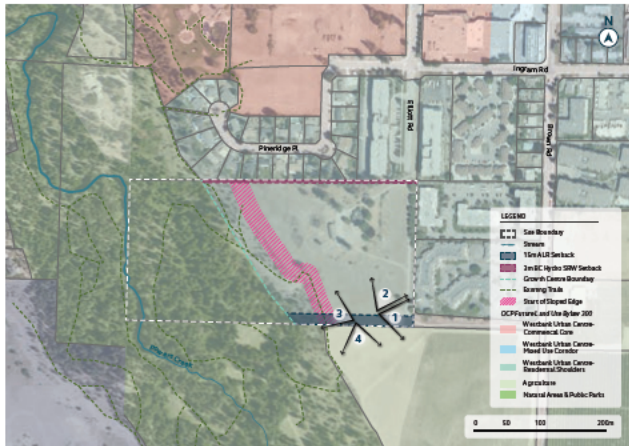 N
Ingram Rd
Elliott Rd
Brown Rd
Pineridge Pl
LEGEND
Site Boundary
Stream
15m ALR Setback
3m BC Hydro SRW Setback
Growth Centre Boundary
Existing Trails
Start of Sloped Edge
OCP Future Land Use Bylaw 300
Westbank Urban Centre-
Commercial Core
Westbank Urban Centre-
Mixed Use Corridor
Westbank Urban Centre-
Residential Shoulders
Agriculture
Natural Areas & Public Parks
2
3
1
4
Creek
0 50 100 200m